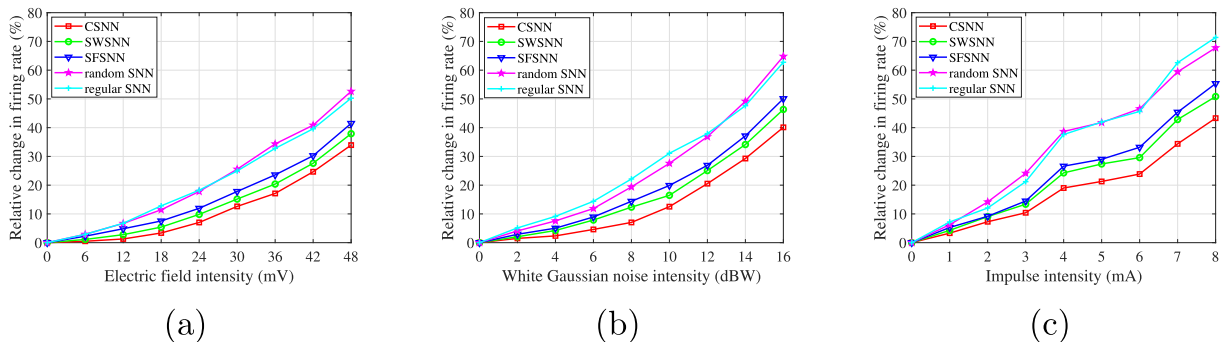 80
70
60
50
40
30
20
10
0
Relative change in firing rate (%)
CSNN
SWSNN
SFSNN
random SNN
regular SNN
0 6 12 18 24 30 36 42 48
Electric field intensity (mV)
(a)
80
70
60
50
40
30
20
10
0
Relative change in firing rate (%)
CSNN
SWSNN
SFSNN
random SNN
regular SNN
0 2 4 6 8 10 12 14 16
White Gaussian noise intensity (dBW)
(b)
80
70
60
50
40
30
20
10
0
Relative change in firing rate (%)
CSNN
SWSNN
SFSNN
random SNN
regular SNN
0 1 2 3 4 5 6 7 8
Impulse intensity (mA)
(c)